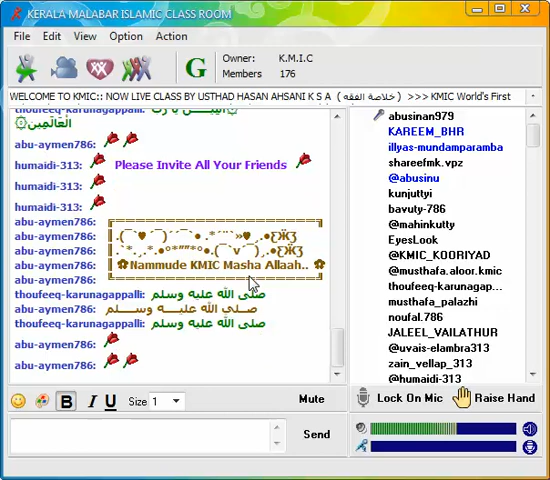 KERALA MALABAR ISLAMIC CLASS ROOM
File Edit View Option Action
G
Owner: K.M.I.C
Members 176
WELCOME TO KMIC:: NOW LIVE CLASS BY USTHAD HASAN AHSANI K S A ( خلاصة الفقه ) >>> KMIC World's First
thoufeeq-karunagappalli:
الْعَالَمِين
abu-aymen786:
humaidi-313: Please Invite All Your Friends
humaidi-313:
humaidi-313:
abu-aymen786:
abu-aymen786:
abu-aymen786:
abu-aymen786: Nammude KMIC Masha Allaah..
abu-aymen786:
thoufeeq-karunagappalli: صلى الله عليه وسلم
abu-aymen786: صلى الله عليه وسلم
thoufeeq-karunagappalli: صلى الله عليه وسلم
abu-aymen786:
abu-aymen786:
abusinan979
KAREEM_BHR
illyas-mundamparamba
shareefmk.vpz
@abusinu
kunjuttyi
bavuty-786
@mahinkutty
EyesLook
@KMIC_KOORIYAD
@musthafa.aloor.kmic
thoufeeq-karunagap...
musthafa_palazhi
noufal.786
JALEEL_VAILATHUR
@uvais-elambra313
zain_vellap_313
@humaidi-313
B I U Size 1 Mute
Lock On Mic Raise Hand
Send